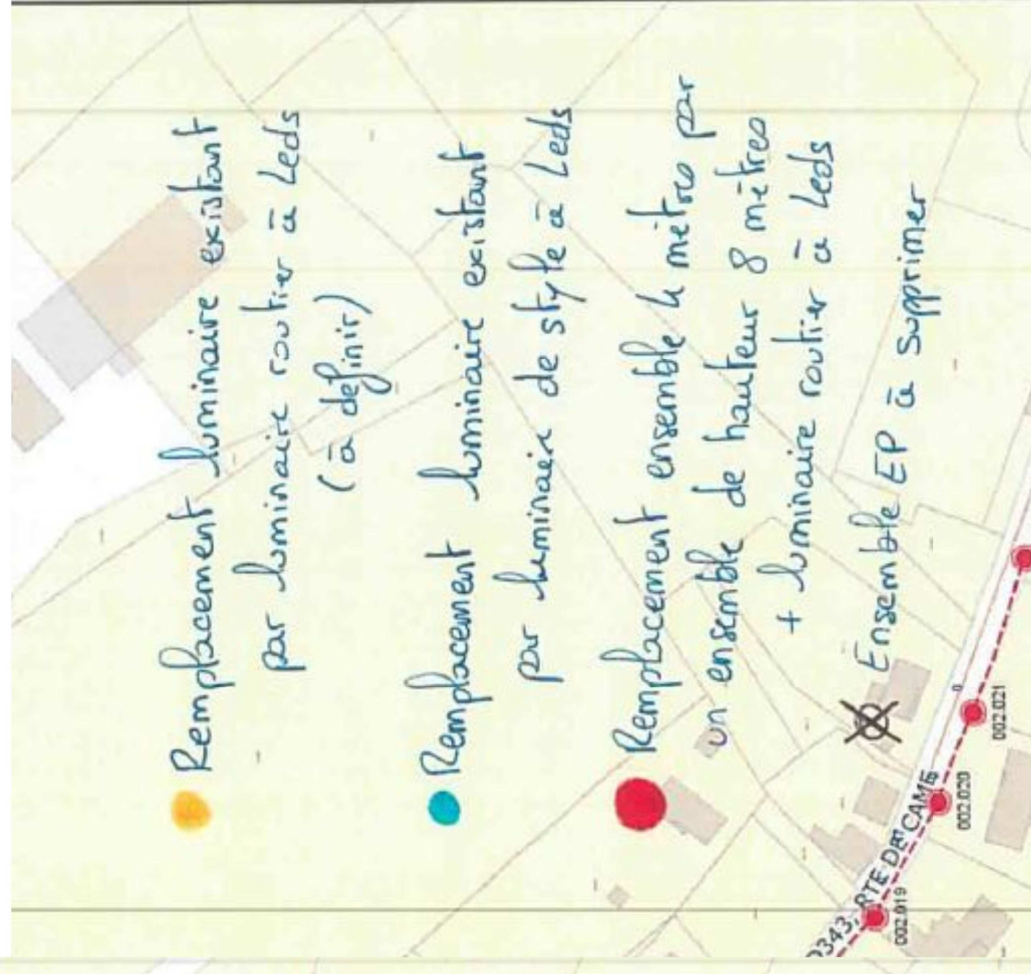 Remplacement luminaire existant
par luminaire routier à Leds
(à définir)
Remplacement luminaire existant
par luminaire de style à Leds
Remplacement ensemble 4 mètres par
un ensemble de hauteur 8 mètres
+ luminaire routier à Leds
Ensemble EP à supprimer
D343, RTE DE CAME
002.019
002.020
002.021